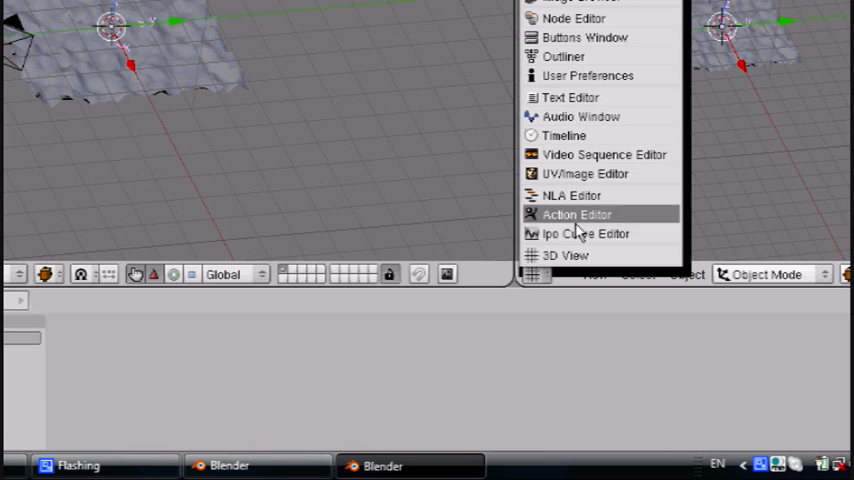 Node Editor
Buttons Window
Outliner
User Preferences
Text Editor
Audio Window
Timeline
Video Sequence Editor
UV/Image Editor
NLA Editor
Action Editor
Ipo Curve Editor
3D View
Global
Object Mode
Flashing
Blender
Blender
EN